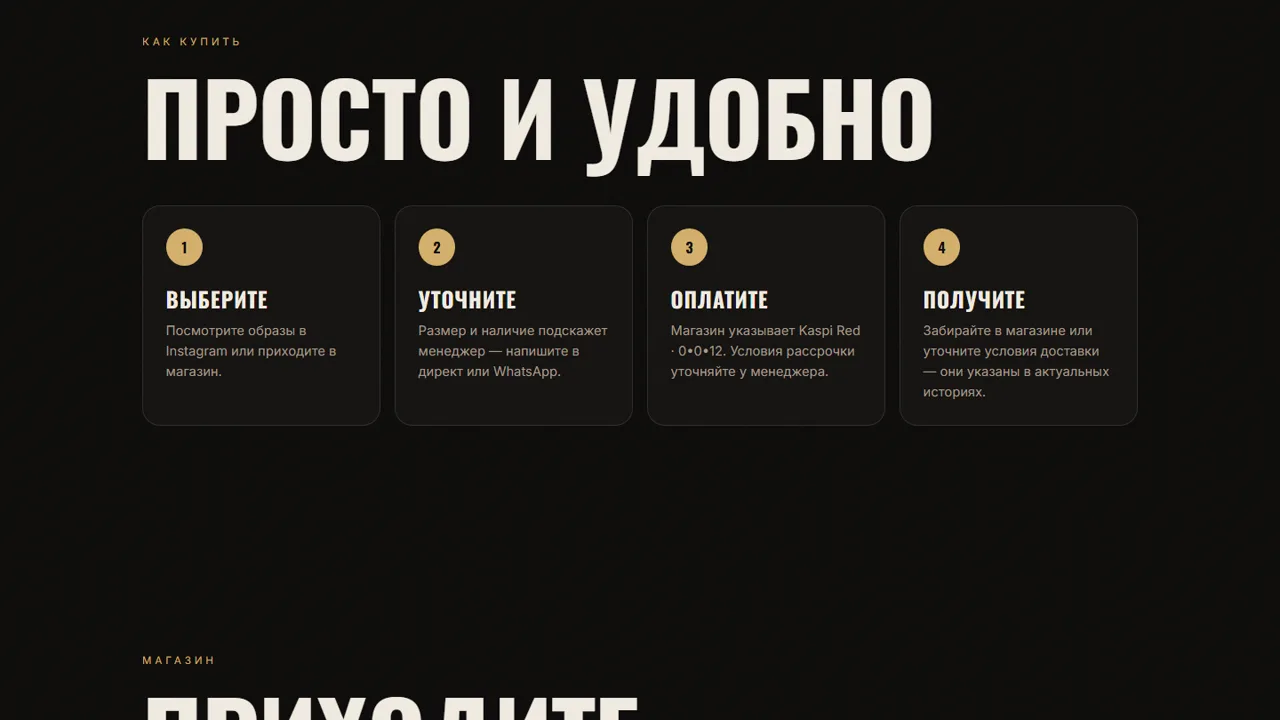 КАК КУПИТЬ
ПРОСТО И УДОБНО
1
ВЫБЕРИТЕ
Посмотрите образы в
Instagram или приходите в
магазин.
2
УТОЧНИТЕ
Размер и наличие подскажет
менеджер — напишите в
директ или WhatsApp.
3
ОПЛАТИТЕ
Магазин указывает Kaspi Red
· 0•0•12. Условия рассрочки
уточняйте у менеджера.
4
ПОЛУЧИТЕ
Забирайте в магазине или
уточните условия доставки
— они указаны в актуальных
историях.
МАГАЗИН
ПРИХОДИТЕ